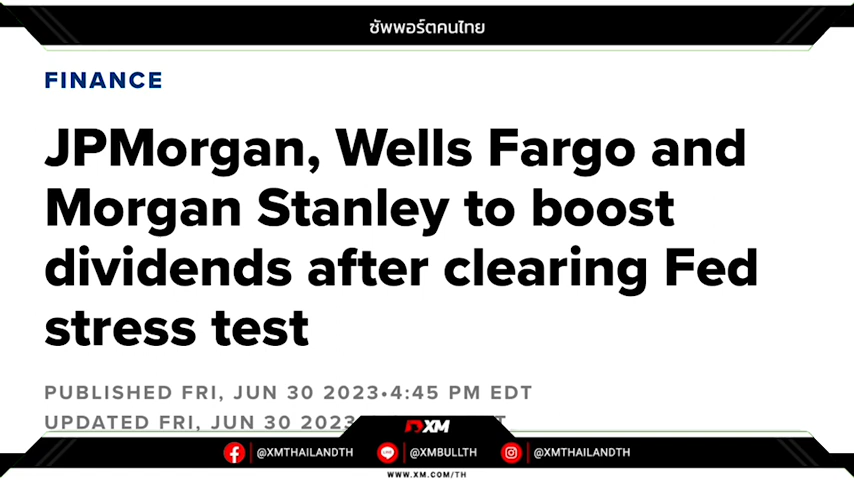 ซัพพอร์ตคนไทย
FINANCE
JPMorgan, Wells Fargo and
Morgan Stanley to boost
dividends after clearing Fed
stress test
PUBLISHED FRI, JUN 30 2023•4:45 PM EDT
UPDATED FRI, JUN 30 2023
XM
@XMTHAILANDTH
@XMBULLTH
@XMTHAILANDTH
WWW.XM.COM/TH